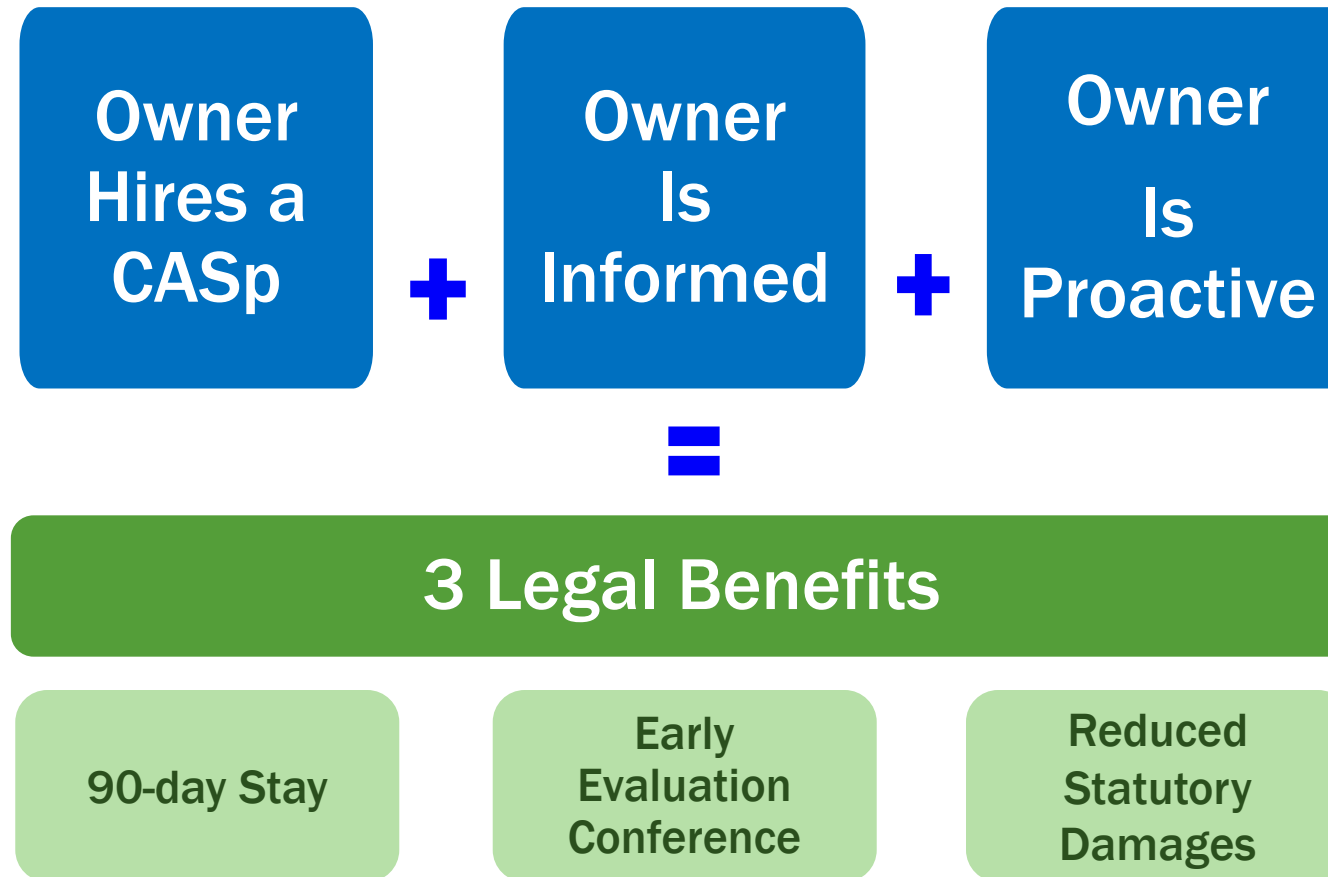 Owner
Hires a
CASp
+
Owner
Is
Informed
+
Owner
Is
Proactive
=
3 Legal Benefits
90-day Stay
Early
Evaluation
Conference
Reduced
Statutory
Damages